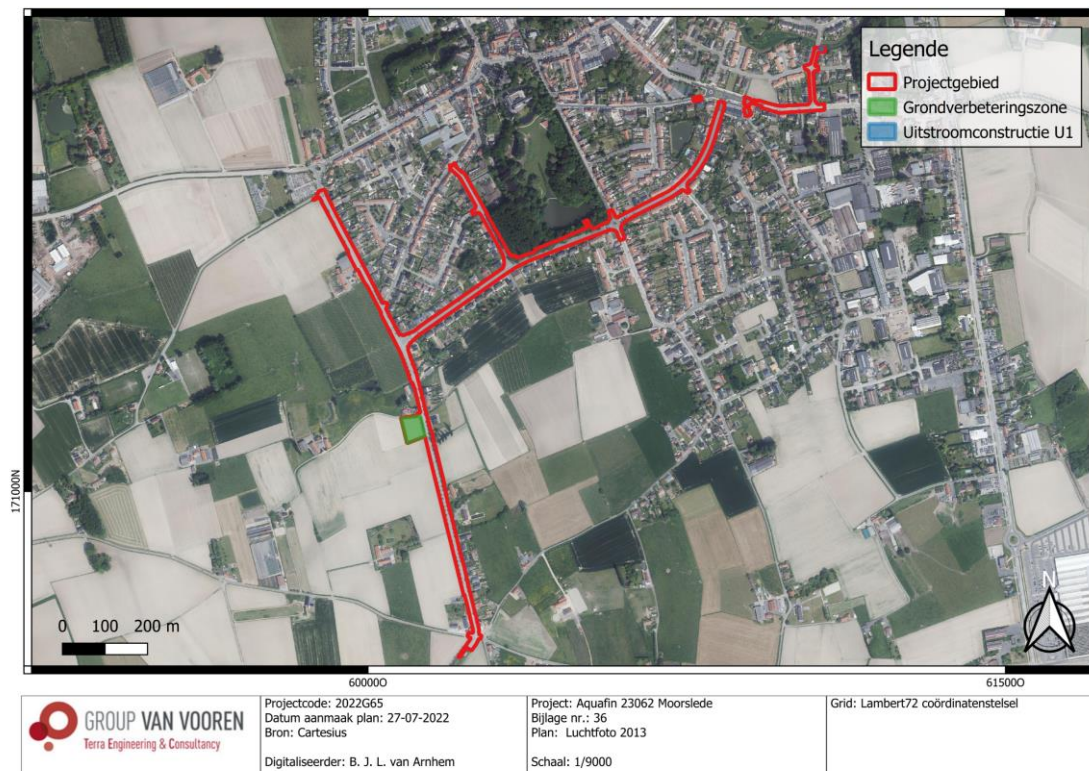 Legende
Projectgebied
Grondverbeteringszone
Uitstroomconstructie U1
171000N
0 100 200 m
N
60000O
61500O
GROUP VAN VOOREN
Terra Engineering & Consultancy
Projectcode: 2022G65
Datum aanmaak plan: 27-07-2022
Bron: Cartesius
Digitaliseerder: B. J. L. van Arnhem
Project: Aquafin 23062 Moorslede
Bijlage nr.: 36
Plan: Luchtfoto 2013
Schaal: 1/9000
Grid: Lambert72 coördinatenstelsel